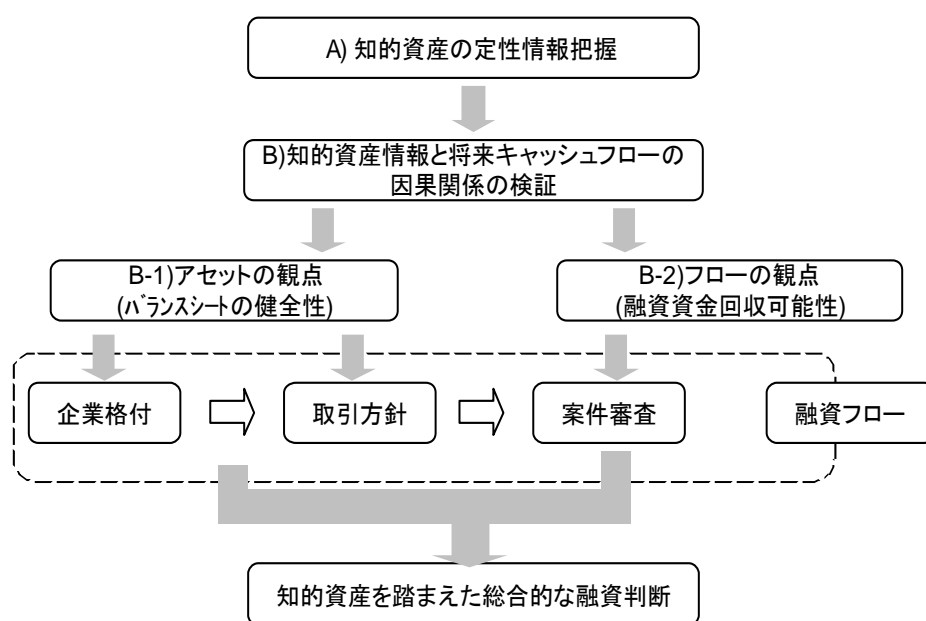 A) 知的資産の定性情報把握
B)知的資産情報と将来キャッシュフローの
因果関係の検証
B-1)アセットの観点
(バランスシートの健全性)
B-2)フローの観点
(融資資金回収可能性)
企業格付
取引方針
案件審査
融資フロー
知的資産を踏まえた総合的な融資判断